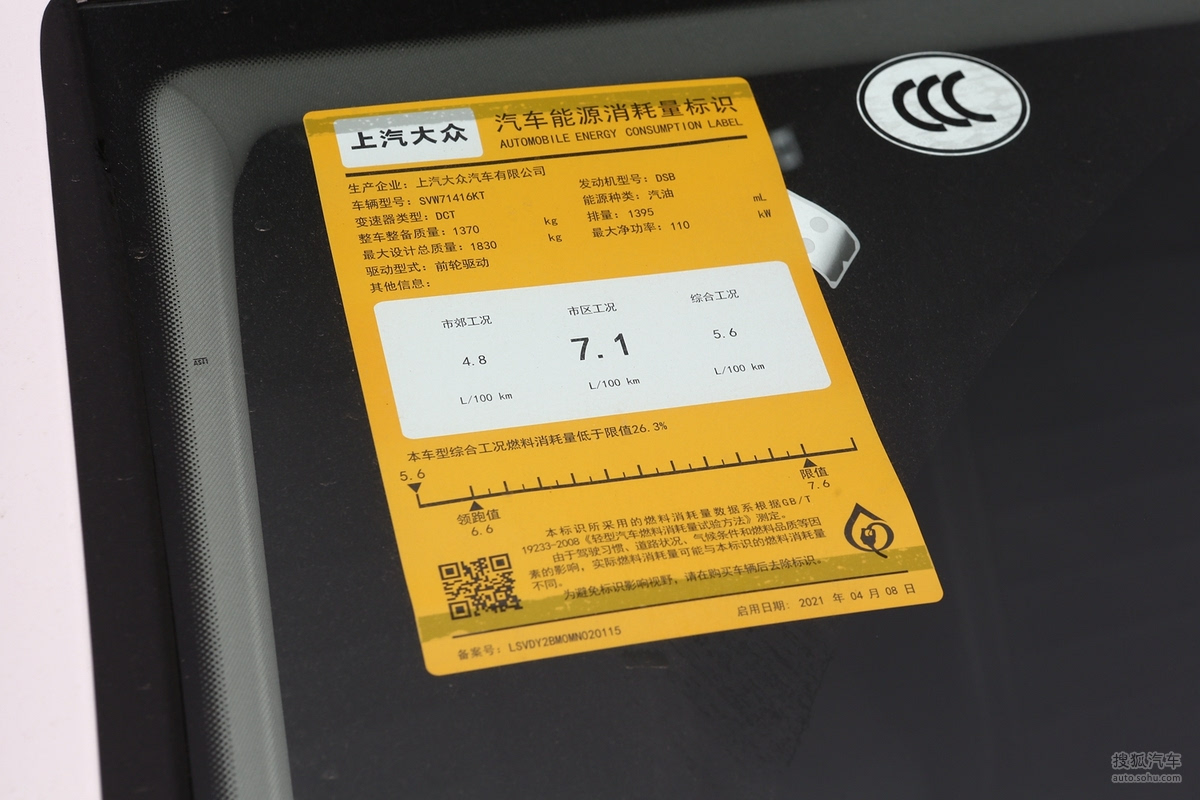 上汽大众
汽车能源消耗量标识
AUTOMOBILE ENERGY CONSUMPTION LABEL
生产企业：上汽大众汽车有限公司
车辆型号：SVW71416KT
变速器类型：DCT
整车整备质量：1370 kg
最大设计总质量：1830 kg
驱动型式：前轮驱动
其他信息：
发动机型号：DSB
能源种类：汽油
排量：1395 mL
最大净功率：110 kW
市郊工况 市区工况 综合工况
4.8 7.1 5.6
L/100 km L/100 km L/100 km
本车型综合工况燃料消耗量低于限值26.3%
5.6
领跑值
6.6
限值
7.6
本标识所采用的燃料消耗量数据系根据GB/T
19233-2008《轻型汽车燃料消耗量试验方法》测定。
由于驾驶习惯、道路状况、气候条件和燃料品质等因
素的影响，实际燃料消耗量可能与本标识的燃料消耗量
不同。
为避免标识影响视野，请在购买车辆后去除标识。
备案号：LSVDY2BM0MN020115
启用日期：2021 年 04 月 08 日
CCC
搜狐汽车
auto.sohu.com